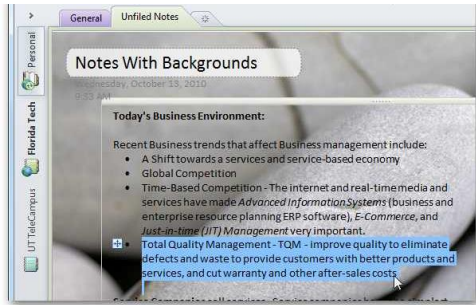 General
Unfiled Notes
Personal
Florida Tech
UT TeleCampus
Notes With Backgrounds
Wednesday, October 13, 2010
9:53 AM
Today's Business Environment:
Recent Business trends that affect Business management include:
• A Shift towards a services and service-based economy
• Global Competition
• Time-Based Competition - The internet and real-time media and
services have made Advanced Information Systems (business and
enterprise resource planning ERP software), E-Commerce, and
Just-in-time (JIT) Management very important.
• Total Quality Management - TQM - improve quality to eliminate
defects and waste to provide customers with better products and
services, and cut warranty and other after-sales costs